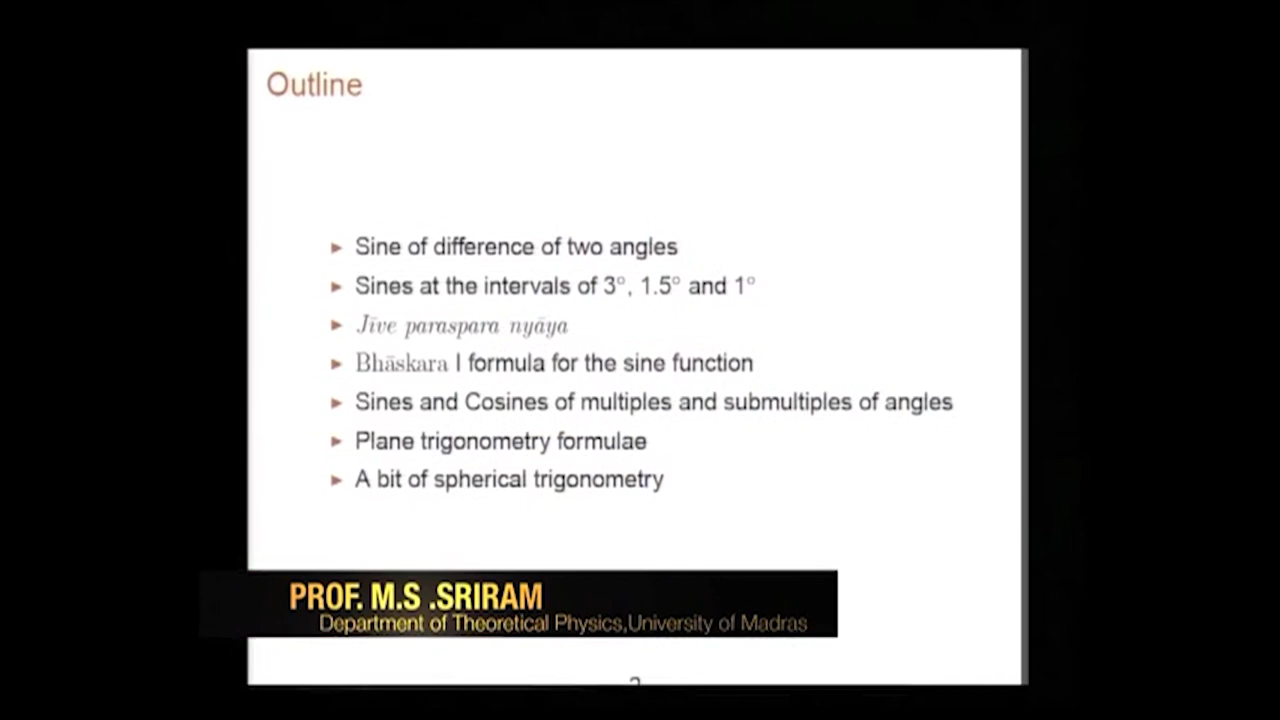 Outline
Sine of difference of two angles
Sines at the intervals of 3°, 1.5° and 1°
Jīve paraspara nyāya
Bhāskara I formula for the sine function
Sines and Cosines of multiples and submultiples of angles
Plane trigonometry formulae
A bit of spherical trigonometry
PROF. M.S .SRIRAM
Department of Theoretical Physics,University of Madras